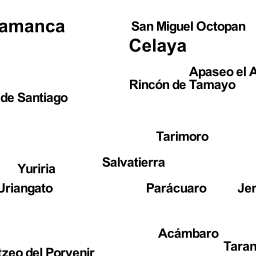 amanca
San Miguel Octopan
Celaya
Apaseo el A
Rincón de Tamayo
de Santiago
Tarimoro
Salvatierra
Yuriria
Uriangato
Parácuaro
Jer
Acámbaro
Taran
tzeo del Porvenir